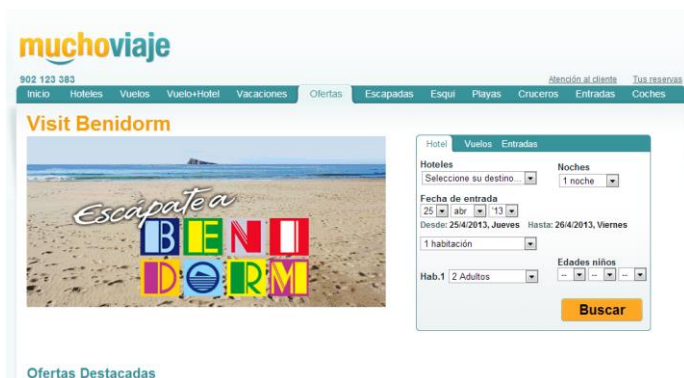 muchoviaje
902 123 383
Atención al cliente Tus reservas
Inicio Hoteles Vuelos Vuelo+Hotel Vacaciones Ofertas Escapadas Esqui Playas Cruceros Entradas Coches
Visit Benidorm
Escápate a
BENI
DORM
Hotel Vuelos Entradas
Hoteles Noches
Seleccione su destino... 1 noche
Fecha de entrada
25 abr '13
Desde: 25/4/2013, Jueves Hasta: 26/4/2013, Viernes
1 habitación
Edades niños
Hab.1 2 Adultos -- -- --
Buscar
Ofertas Destacadas